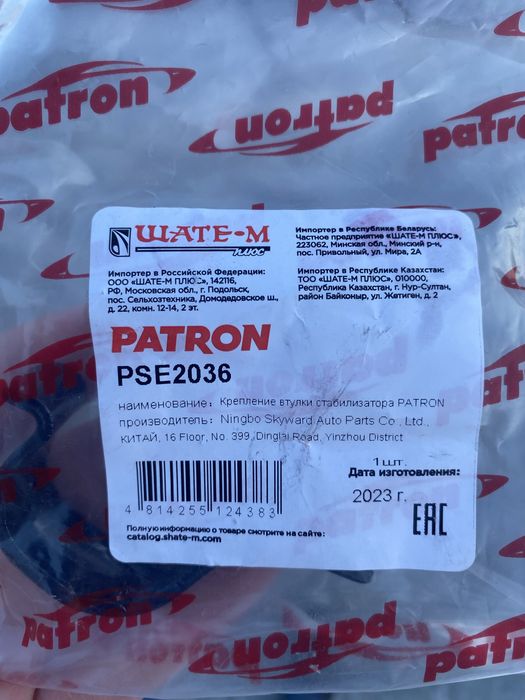 patron
patron
patron
patron
ШАТЕ-М
плюс
Импортер в Российской Федерации:
ООО «ШАТЕ-М ПЛЮС», 142116,
РФ, Московская обл., г. Подольск,
пос. Сельхозтехника, Домодедовское ш.,
д. 22, комн. 12-14, 2 эт.
Импортер в Республике Беларусь:
Частное предприятие «ШАТЕ-М ПЛЮС»,
223062, Минская обл., Минский р-н,
пос. Привольный, ул. Мира, 2А
Импортер в Республике Казахстан:
ТОО «ШАТЕ-М ПЛЮС», 010000,
Республика Казахстан, г. Нур-Султан,
район Байконыр, ул. Жетиген, д. 2
PATRON
PSE2036
наименование: Крепление втулки стабилизатора PATRON
производитель: Ningbo Skyward Auto Parts Co., Ltd.,
КИТАЙ, 16 Floor, No. 399, Dinglai Road, Yinzhou District
1 шт.
Дата изготовления:
2023 г.
4 814255 124383
EAC
Полную информацию о товаре смотрите на сайте:
catalog.shate-m.com
patron
patron
patron